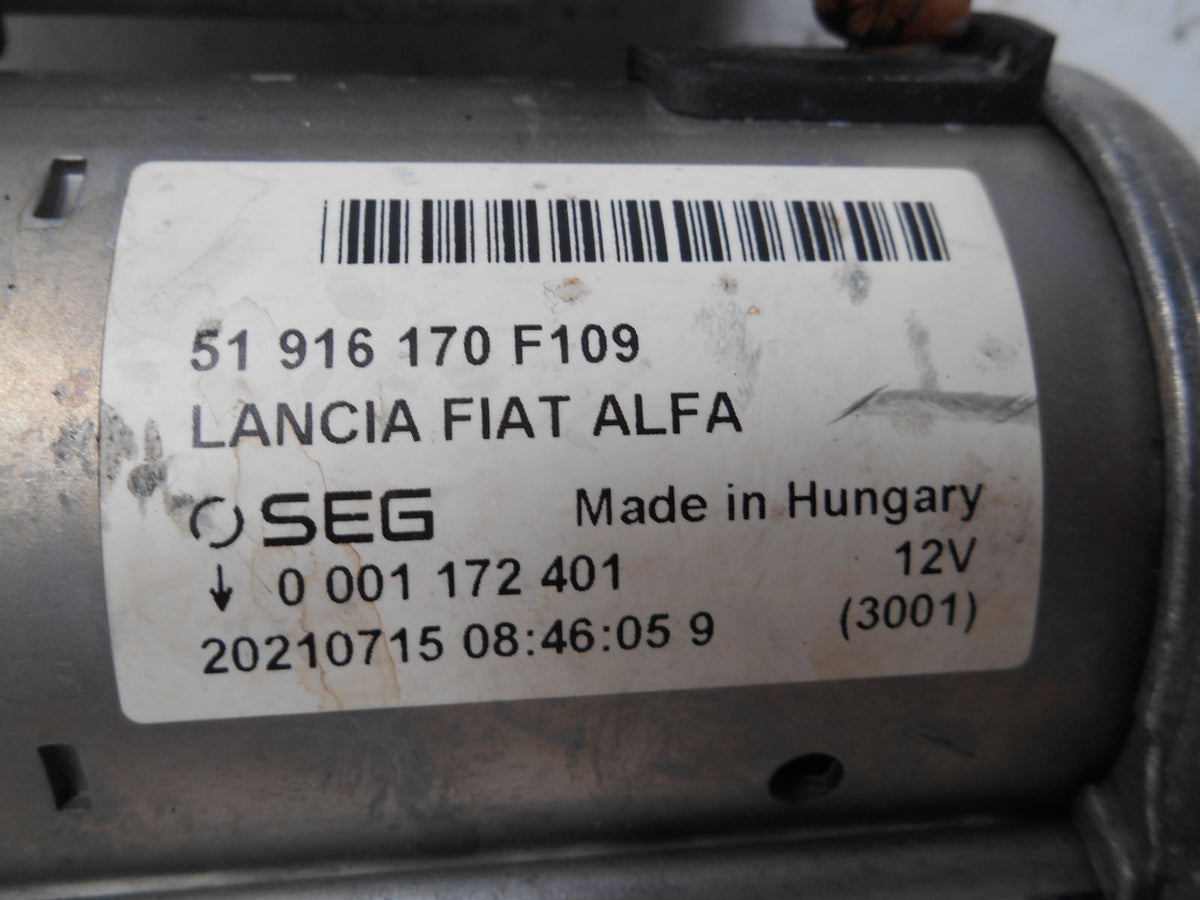 51 916 170 F109
LANCIA FIAT ALFA
SEG Made in Hungary
↓ 0 001 172 401 12V
20210715 08:46:05 9 (3001)